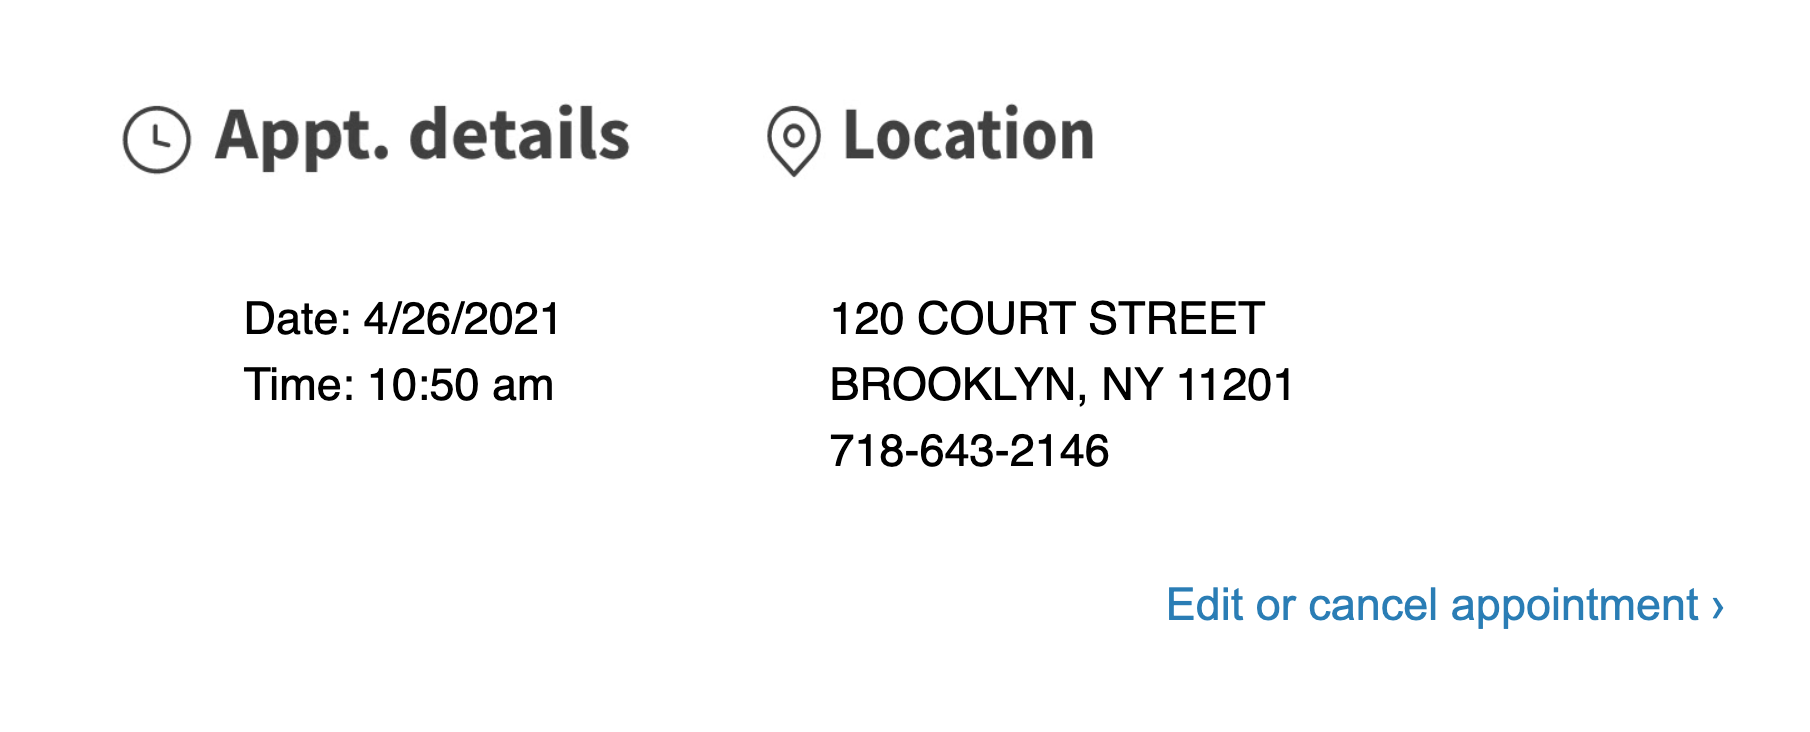 Appt. details
Location
Date: 4/26/2021
Time: 10:50 am
120 COURT STREET
BROOKLYN, NY 11201
718-643-2146
Edit or cancel appointment ›